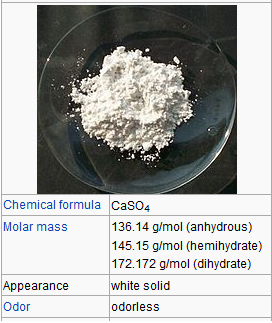 Chemical formula CaSO4
Molar mass 136.14 g/mol (anhydrous)
145.15 g/mol (hemihydrate)
172.172 g/mol (dihydrate)
Appearance white solid
Odor odorless